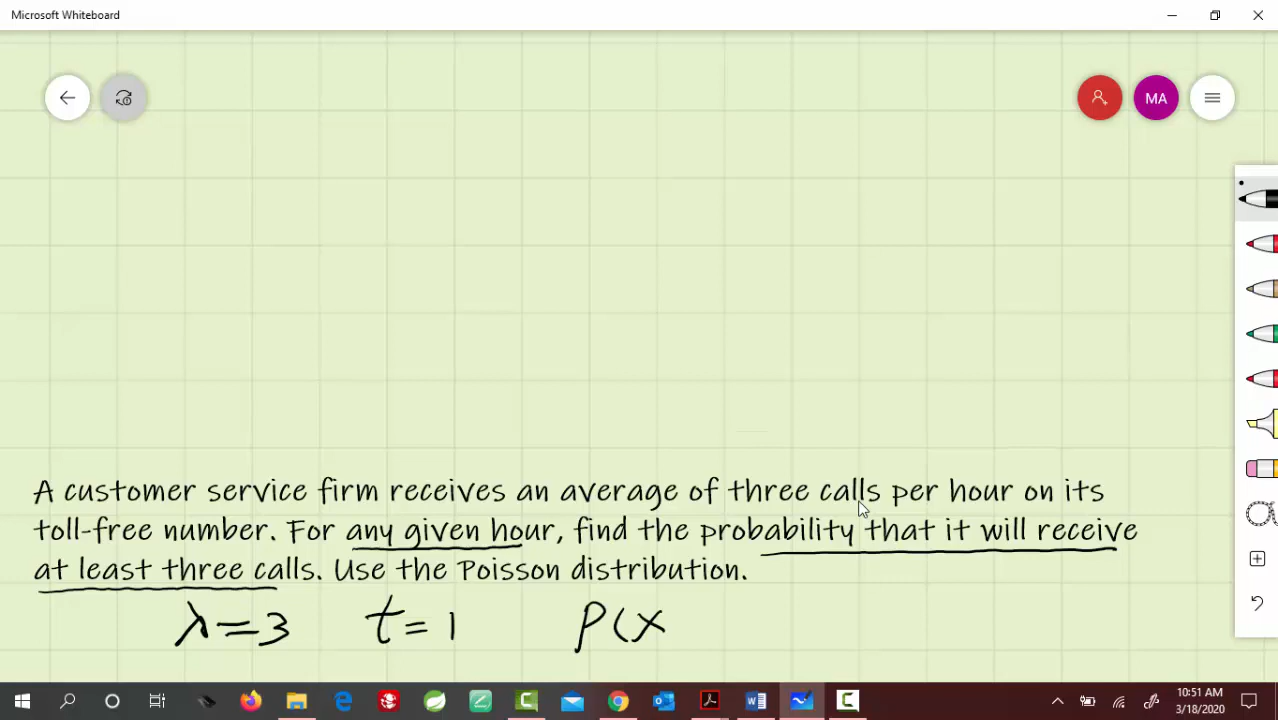 Microsoft Whiteboard
MA
A customer service firm receives an average of three calls per hour on its
toll-free number. For any given hour, find the probability that it will receive
at least three calls. Use the Poisson distribution.
λ=3 t=1 P(X
10:51 AM
3/18/2020